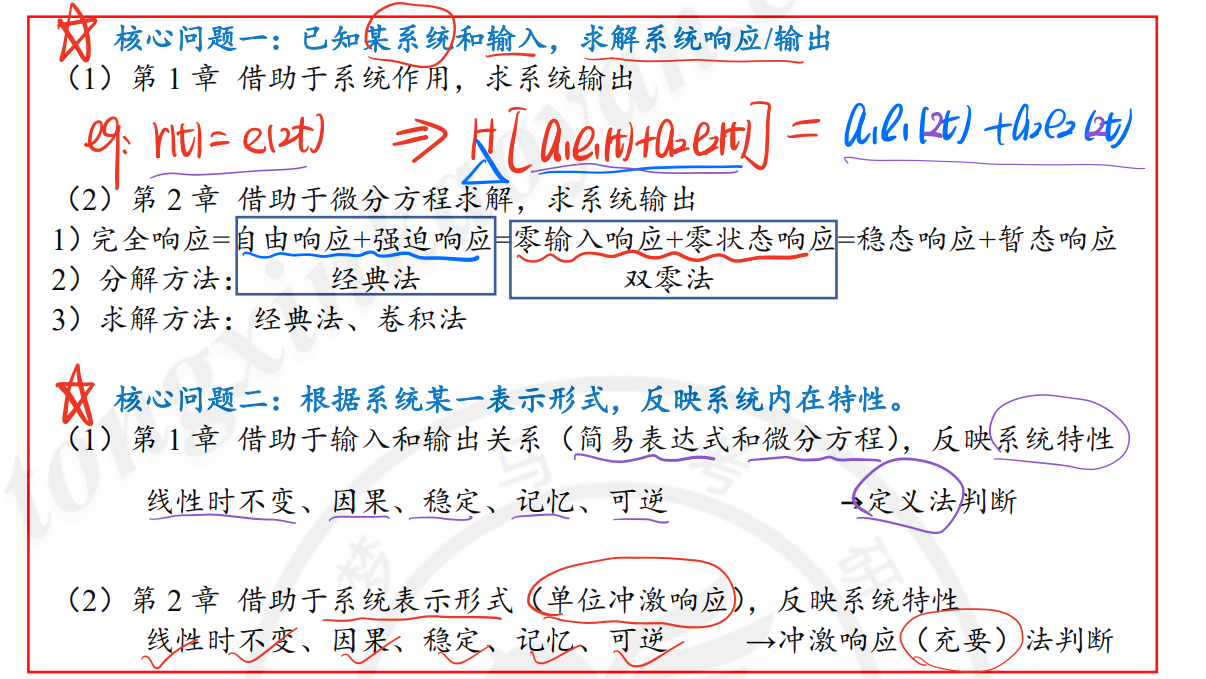 核心问题一：已知某系统和输入，求解系统响应/输出
（1）第 1 章 借助于系统作用，求系统输出
eg: r(t) = e(2t) ⇒ H[a₁e₁(t)+a₂e₂(t)] = a₁e₁(2t) + a₂e₂(2t)
（2）第 2 章 借助于微分方程求解，求系统输出
1）完全响应=自由响应+强迫响应=零输入响应+零状态响应=稳态响应+暂态响应
2）分解方法： 经典法 双零法
3）求解方法：经典法、卷积法
核心问题二：根据系统某一表示形式，反映系统内在特性。
（1）第 1 章 借助于输入和输出关系（简易表达式和微分方程），反映系统特性
线性时不变、因果、稳定、记忆、可逆 →定义法判断
（2）第 2 章 借助于系统表示形式（单位冲激响应），反映系统特性
线性时不变、因果、稳定、记忆、可逆 →冲激响应（充要）法判断